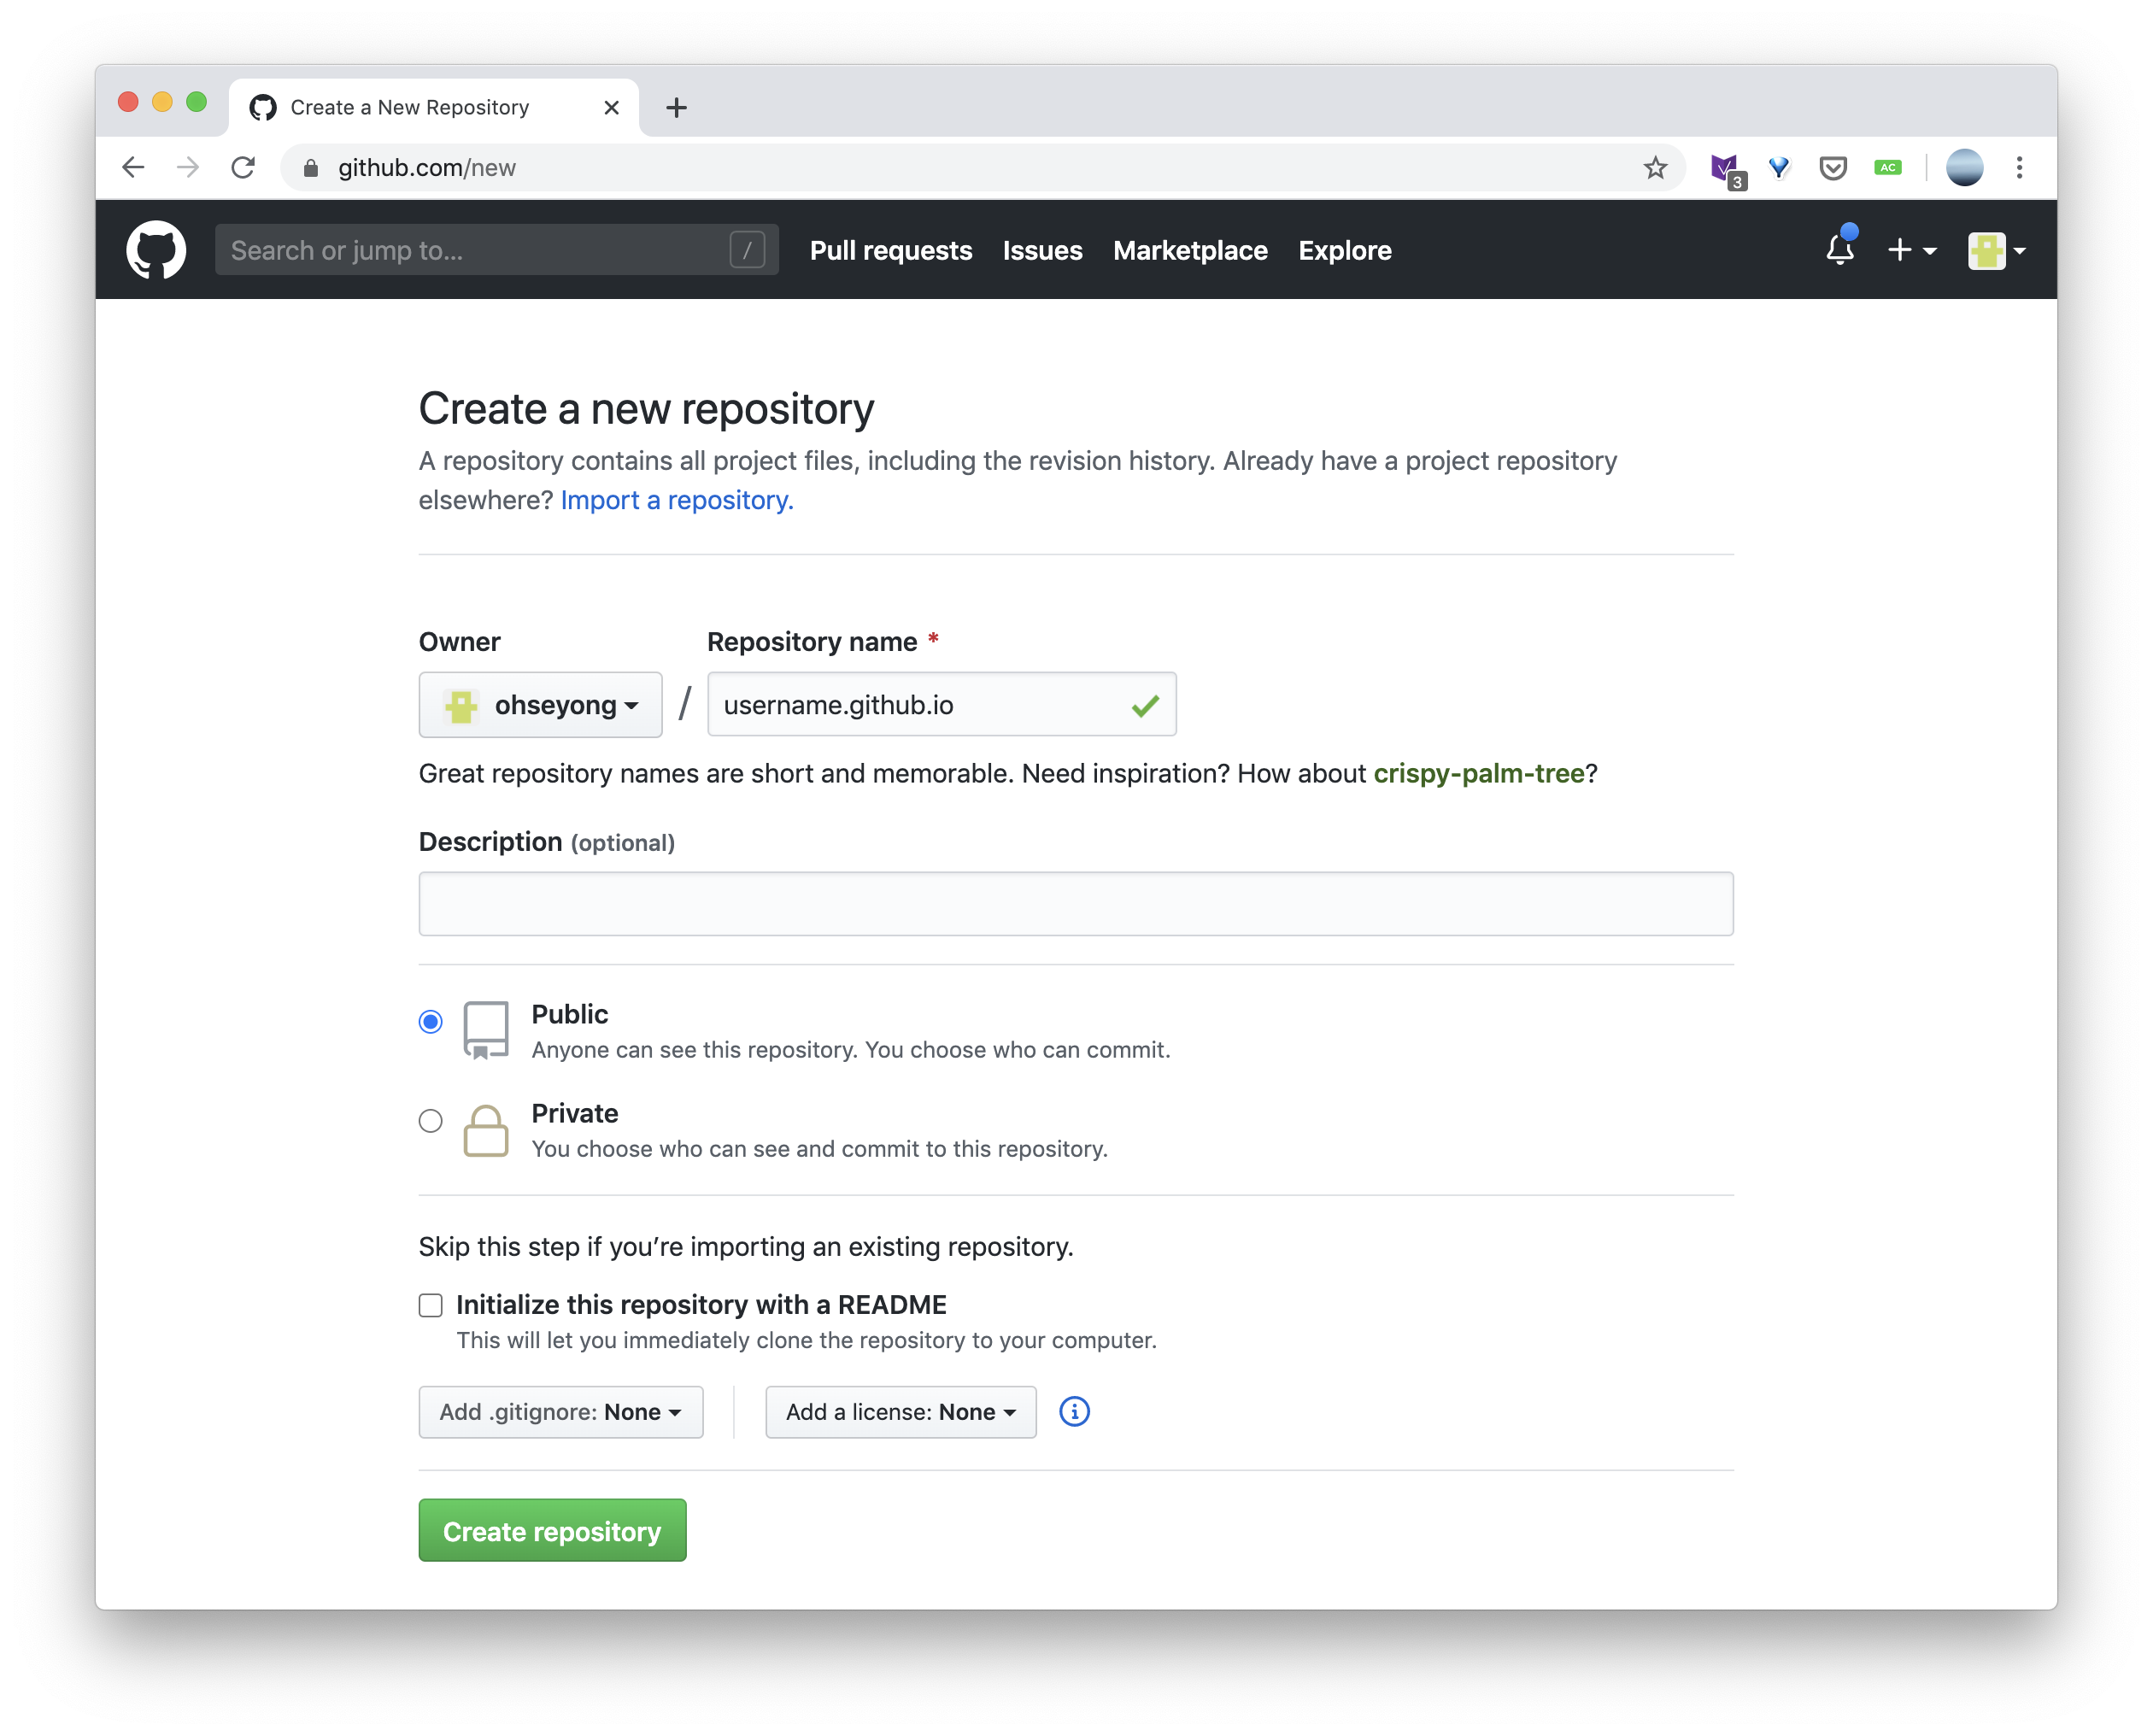 Create a New Repository
github.com/new
3
AC
Search or jump to... /
Pull requests Issues Marketplace Explore
Create a new repository
A repository contains all project files, including the revision history. Already have a project repository
elsewhere? Import a repository.
Owner Repository name *
ohseyong / username.github.io
Great repository names are short and memorable. Need inspiration? How about crispy-palm-tree?
Description (optional)
Public
Anyone can see this repository. You choose who can commit.
Private
You choose who can see and commit to this repository.
Skip this step if you’re importing an existing repository.
Initialize this repository with a README
This will let you immediately clone the repository to your computer.
Add .gitignore: None Add a license: None
Create repository